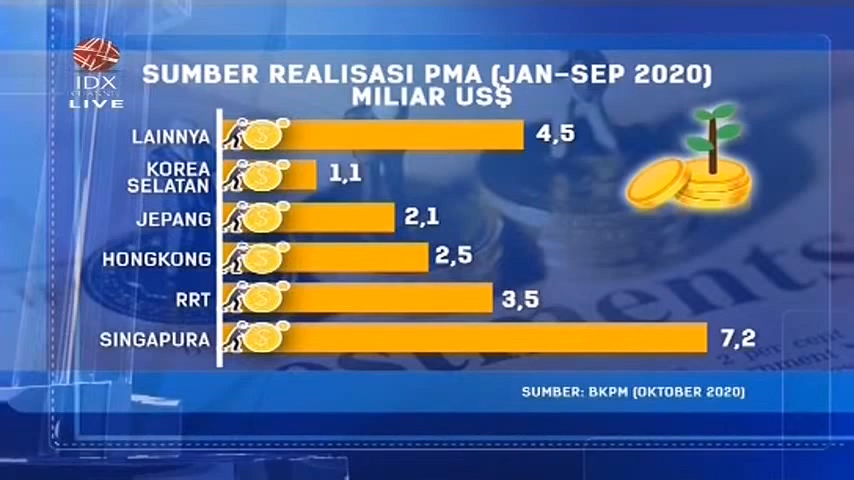 IDX
CHANNEL
LIVE
SUMBER REALISASI PMA (JAN-SEP 2020)
MILIAR US$
LAINNYA 4,5
KOREA
SELATAN 1,1
JEPANG 2,1
HONGKONG 2,5
RRT 3,5
SINGAPURA 7,2
SUMBER: BKPM (OKTOBER 2020)